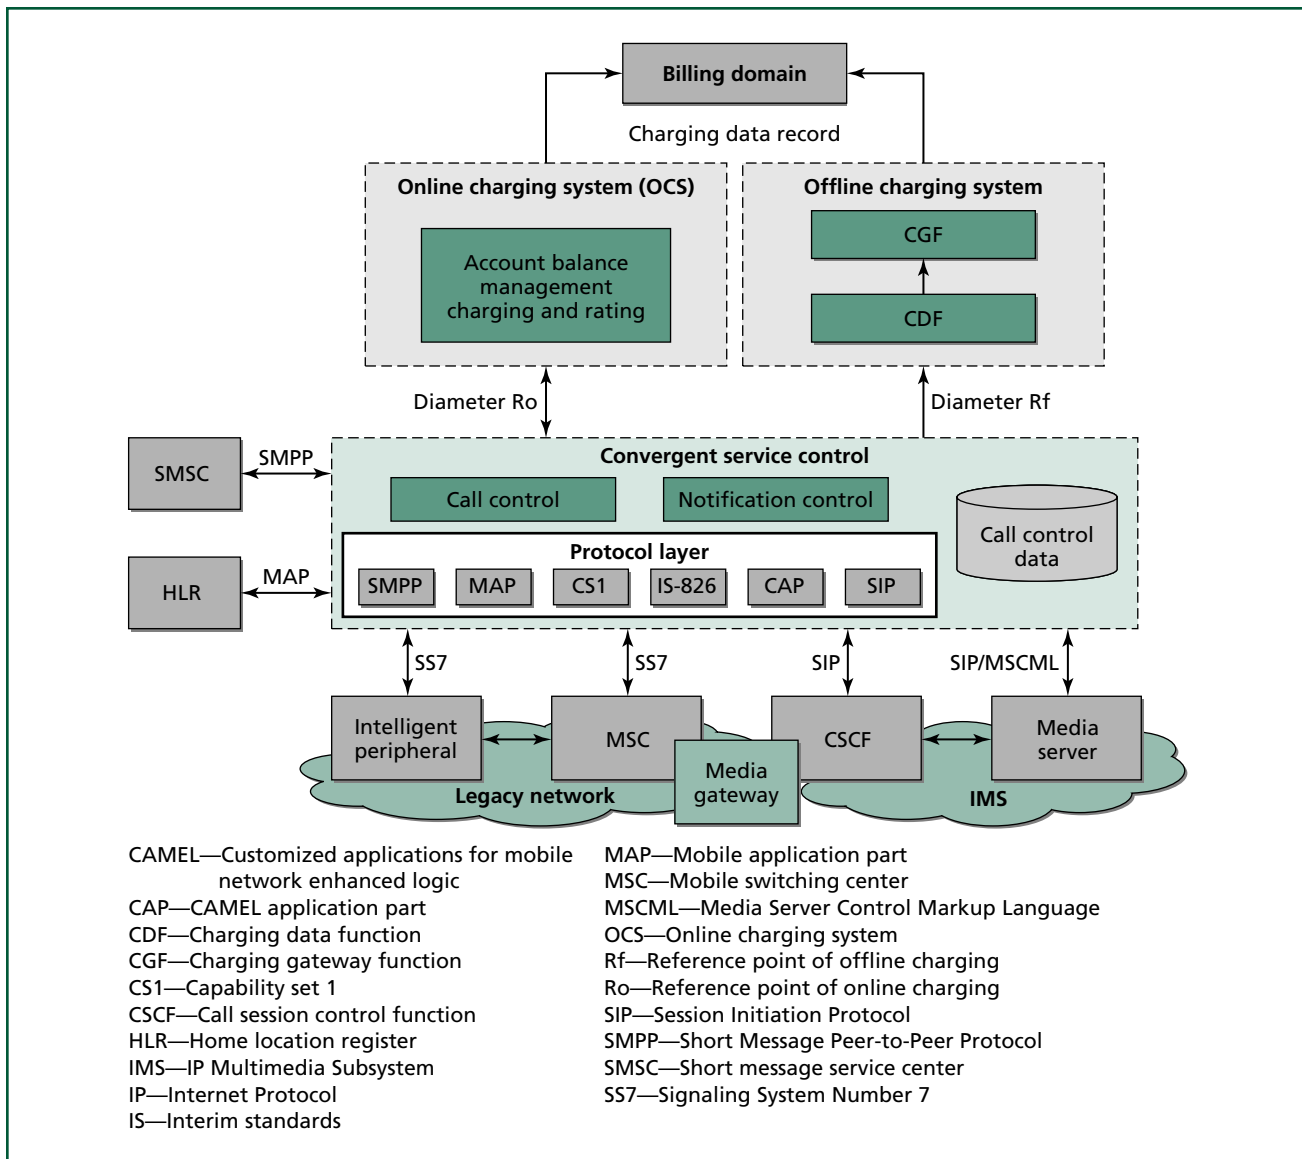 Billing domain
Charging data record
Online charging system (OCS)
Account balance
management
charging and rating
Offline charging system
CGF
CDF
Diameter Ro
Diameter Rf
SMSC
SMPP
HLR
MAP
Convergent service control
Call control
Notification control
Call control
data
Protocol layer
SMPP
MAP
CS1
IS-826
CAP
SIP
SS7
SS7
SIP
SIP/MSCML
Intelligent
peripheral
MSC
CSCF
Media
server
Media
gateway
Legacy network
IMS
CAMEL—Customized applications for mobile
network enhanced logic
CAP—CAMEL application part
CDF—Charging data function
CGF—Charging gateway function
CS1—Capability set 1
CSCF—Call session control function
HLR—Home location register
IMS—IP Multimedia Subsystem
IP—Internet Protocol
IS—Interim standards
MAP—Mobile application part
MSC—Mobile switching center
MSCML—Media Server Control Markup Language
OCS—Online charging system
Rf—Reference point of offline charging
Ro—Reference point of online charging
SIP—Session Initiation Protocol
SMPP—Short Message Peer-to-Peer Protocol
SMSC—Short message service center
SS7—Signaling System Number 7